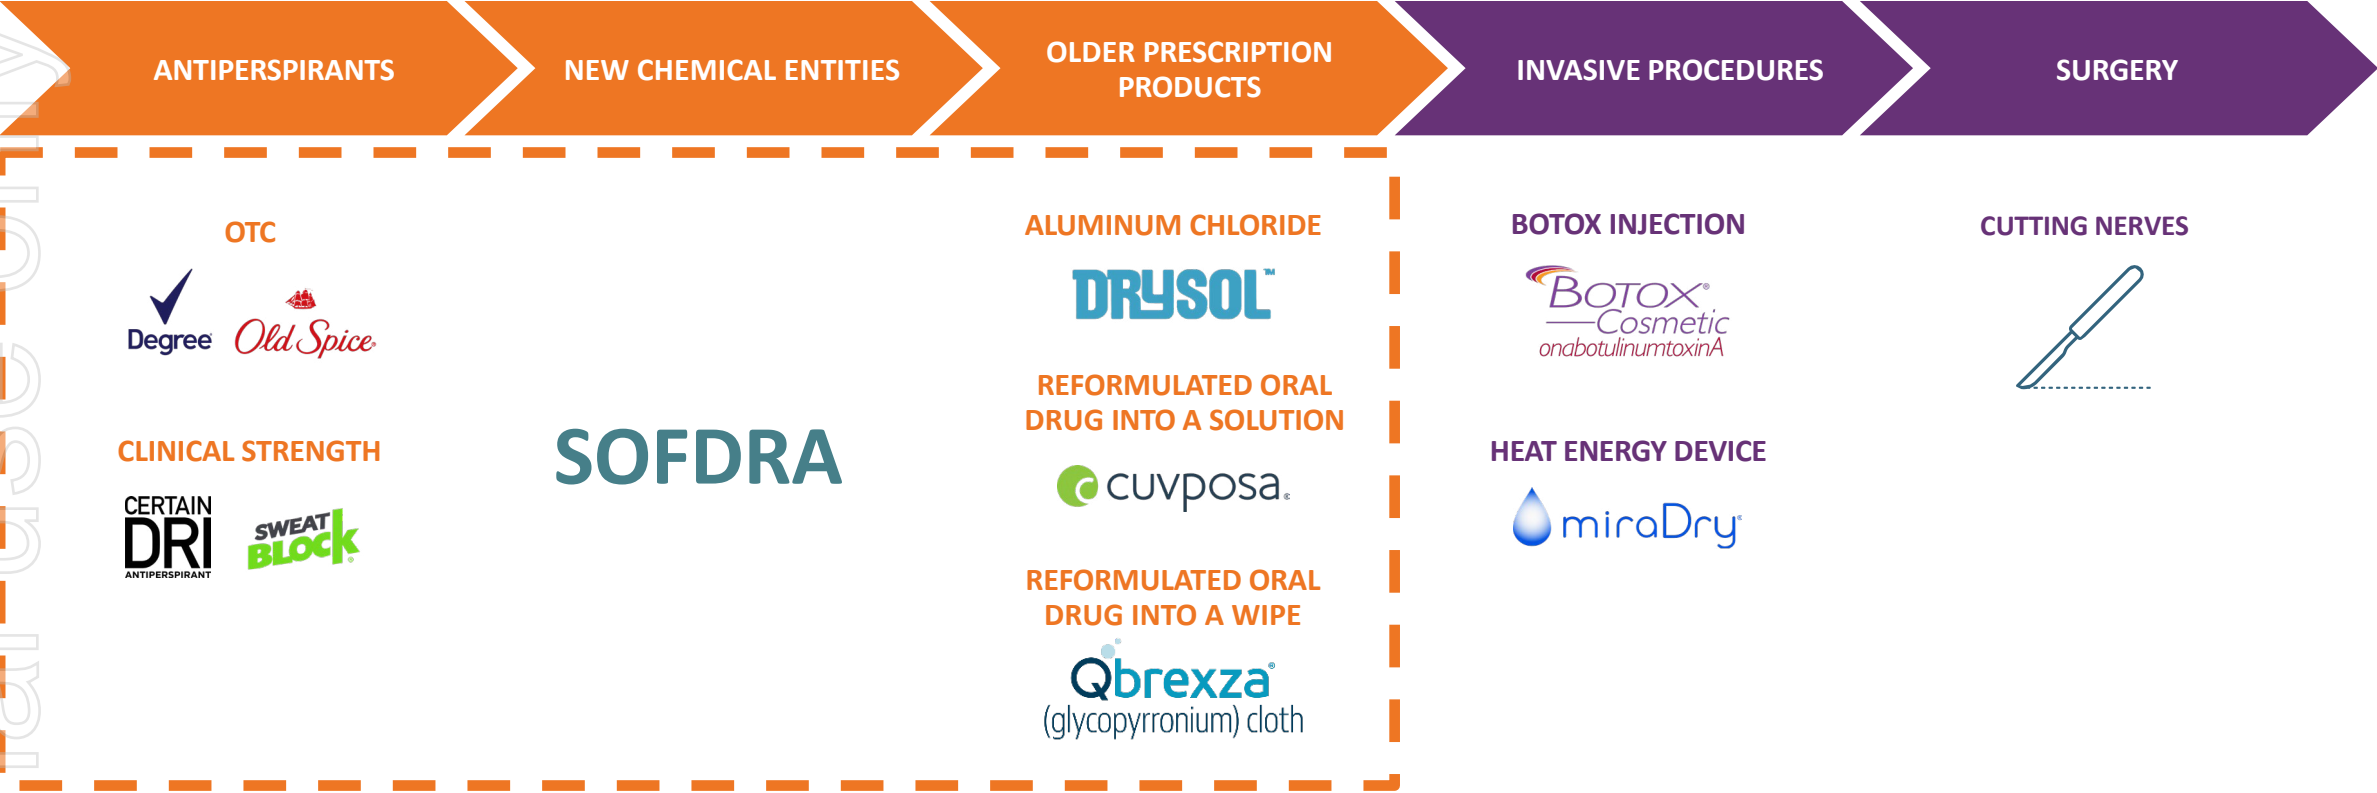 ANTIPERSPIRANTS
NEW CHEMICAL ENTITIES
OLDER PRESCRIPTION
PRODUCTS
INVASIVE PROCEDURES
SURGERY
OTC
Degree
Old Spice
CLINICAL STRENGTH
CERTAIN
DRI
ANTIPERSPIRANT
SWEAT
BLOCK
SOFDRA
ALUMINUM CHLORIDE
DRYSOL™
REFORMULATED ORAL
DRUG INTO A SOLUTION
cuvposa
REFORMULATED ORAL
DRUG INTO A WIPE
Qbrexza®
(glycopyrronium) cloth
BOTOX INJECTION
BOTOX®
Cosmetic
onabotulinumtoxinA
HEAT ENERGY DEVICE
miraDry
CUTTING NERVES